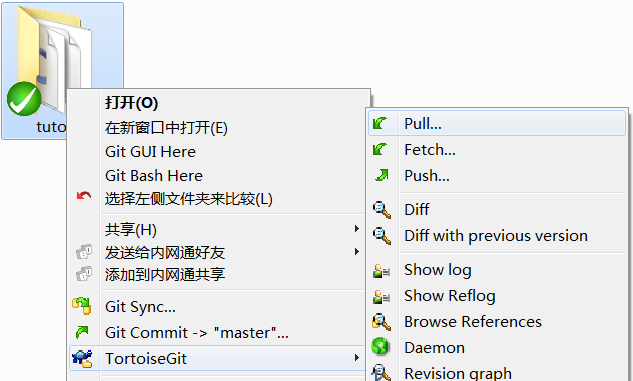 tuto
打开(O)
在新窗口中打开(E)
Git GUI Here
Git Bash Here
选择左侧文件夹来比较(L)
共享(H)
发送给内网通好友
添加到内网通共享
Git Sync...
Git Commit -> "master"...
TortoiseGit
Pull...
Fetch...
Push...
Diff
Diff with previous version
Show log
Show Reflog
Browse References
Daemon
Revision graph